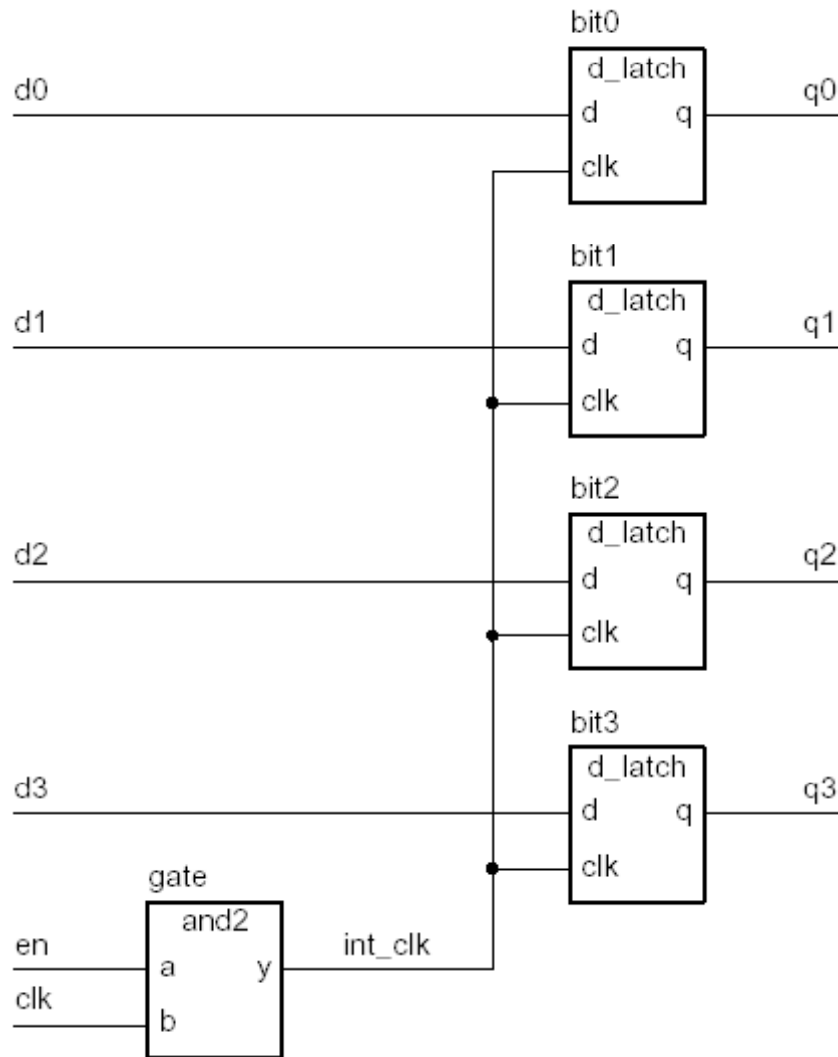 bit0
d_latch
d0
q0
d
q
clk
bit1
d_latch
d1
q1
d
q
clk
bit2
d_latch
d2
q2
d
q
clk
bit3
d_latch
d3
q3
d
q
clk
gate
and2
en
int_clk
a
y
clk
b